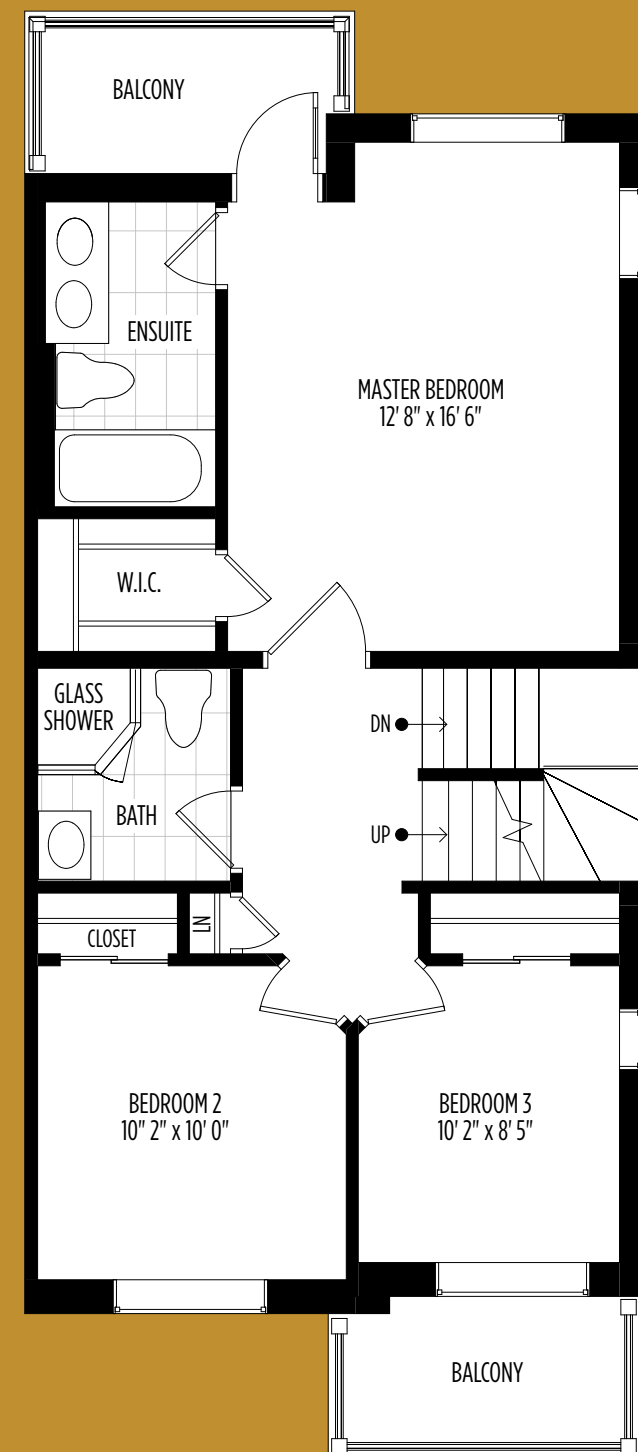 BALCONY
ENSUITE
MASTER BEDROOM
12' 8" x 16' 6"
W.I.C.
GLASS
SHOWER
DN
BATH
UP
LN
CLOSET
BEDROOM 2
10" 2" x 10' 0"
BEDROOM 3
10' 2" x 8' 5"
BALCONY